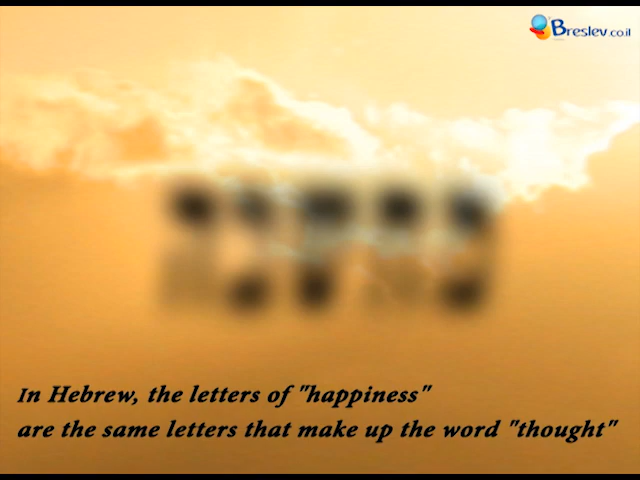 Breslev.co.il
In Hebrew, the letters of "happiness"
are the same letters that make up the word "thought"